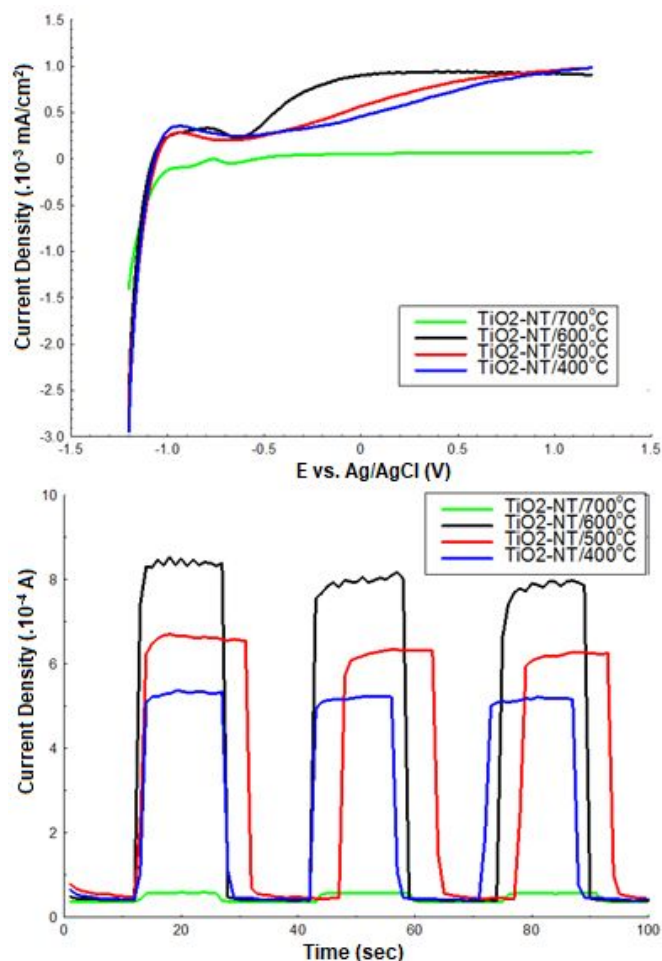 Current Density (.10⁻³ mA/cm²)
1.5
1.0
0.5
0
-0.5
-1.0
-1.5
-2.0
-2.5
-3.0
TiO2-NT/700°C
TiO2-NT/600°C
TiO2-NT/500°C
TiO2-NT/400°C
-1.5 -1.0 -0.5 0 0.5 1.0 1.5
E vs. Ag/AgCl (V)
Current Density (.10⁻⁴ A)
10
8
6
4
2
0
TiO2-NT/700°C
TiO2-NT/600°C
TiO2-NT/500°C
TiO2-NT/400°C
0 20 40 60 80 100
Time (sec)